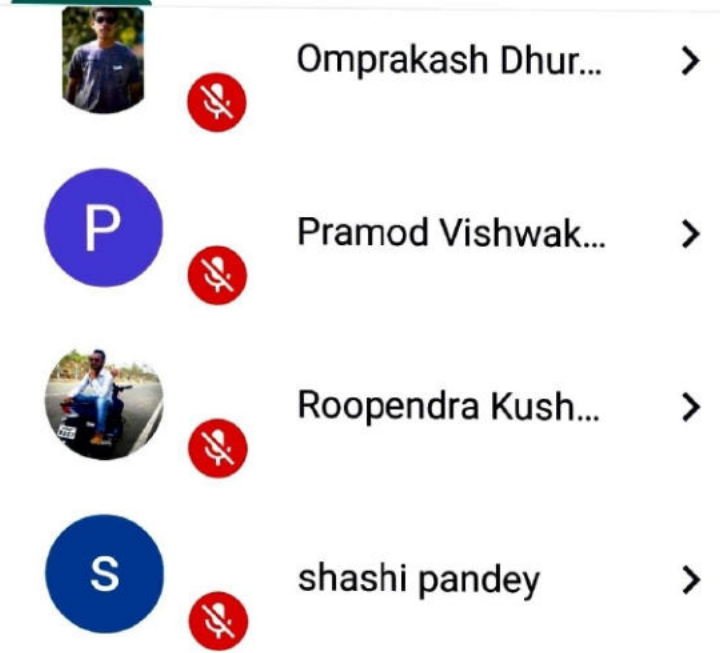 Omprakash Dhur...
P
Pramod Vishwak...
Roopendra Kush...
S
shashi pandey